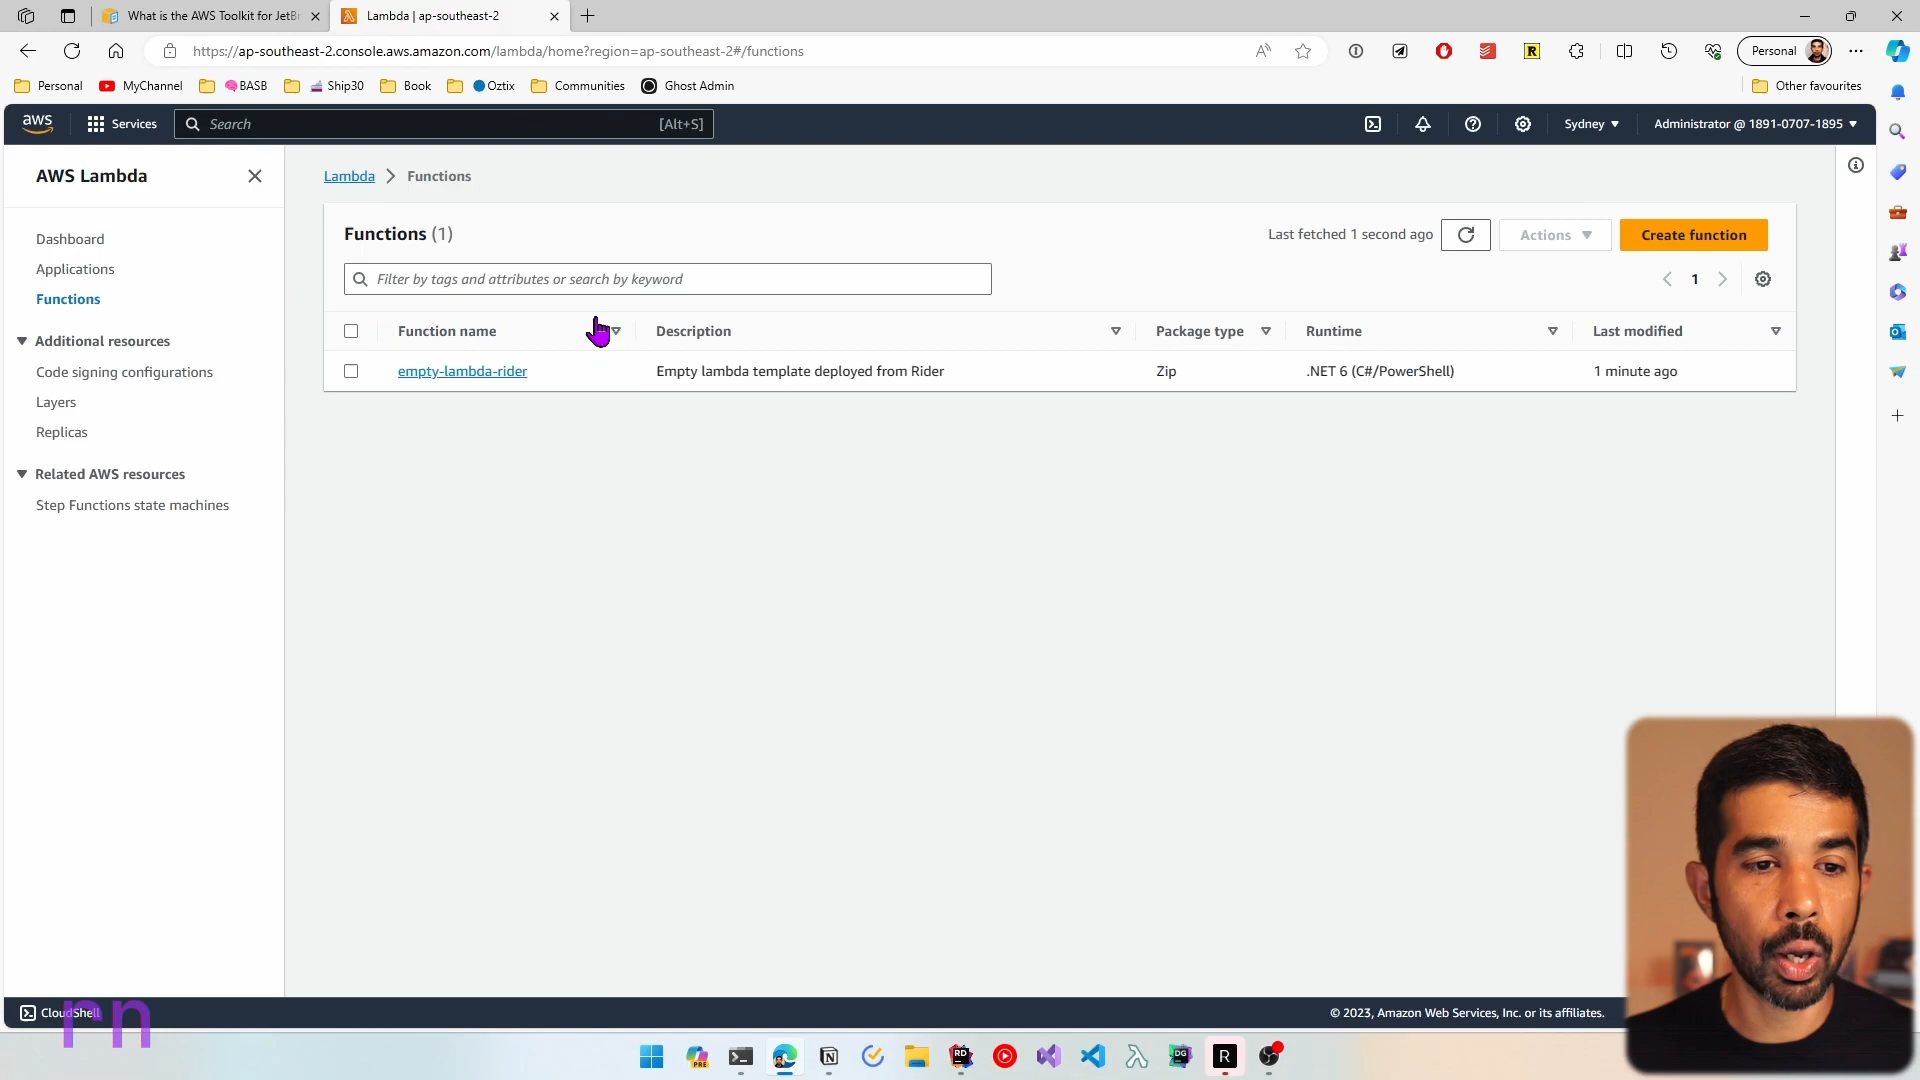 What is the AWS Toolkit for JetBr
Lambda | ap-southeast-2
https://ap-southeast-2.console.aws.amazon.com/lambda/home?region=ap-southeast-2#/functions
Personal
Personal
MyChannel
BASB
Ship30
Book
Oztix
Communities
Ghost Admin
Other favourites
aws
Services
Search
[Alt+S]
Sydney
Administrator @ 1891-0707-1895
AWS Lambda
Dashboard
Applications
Functions
Additional resources
Code signing configurations
Layers
Replicas
Related AWS resources
Step Functions state machines
Lambda
Functions
Functions (1)
Last fetched 1 second ago
Actions
Create function
Filter by tags and attributes or search by keyword
1
Function name
Description
Package type
Runtime
Last modified
empty-lambda-rider
Empty lambda template deployed from Rider
Zip
.NET 6 (C#/PowerShell)
1 minute ago
CloudShell
rn
© 2023, Amazon Web Services, Inc. or its affiliates.
PRE
N
RD
DG
R